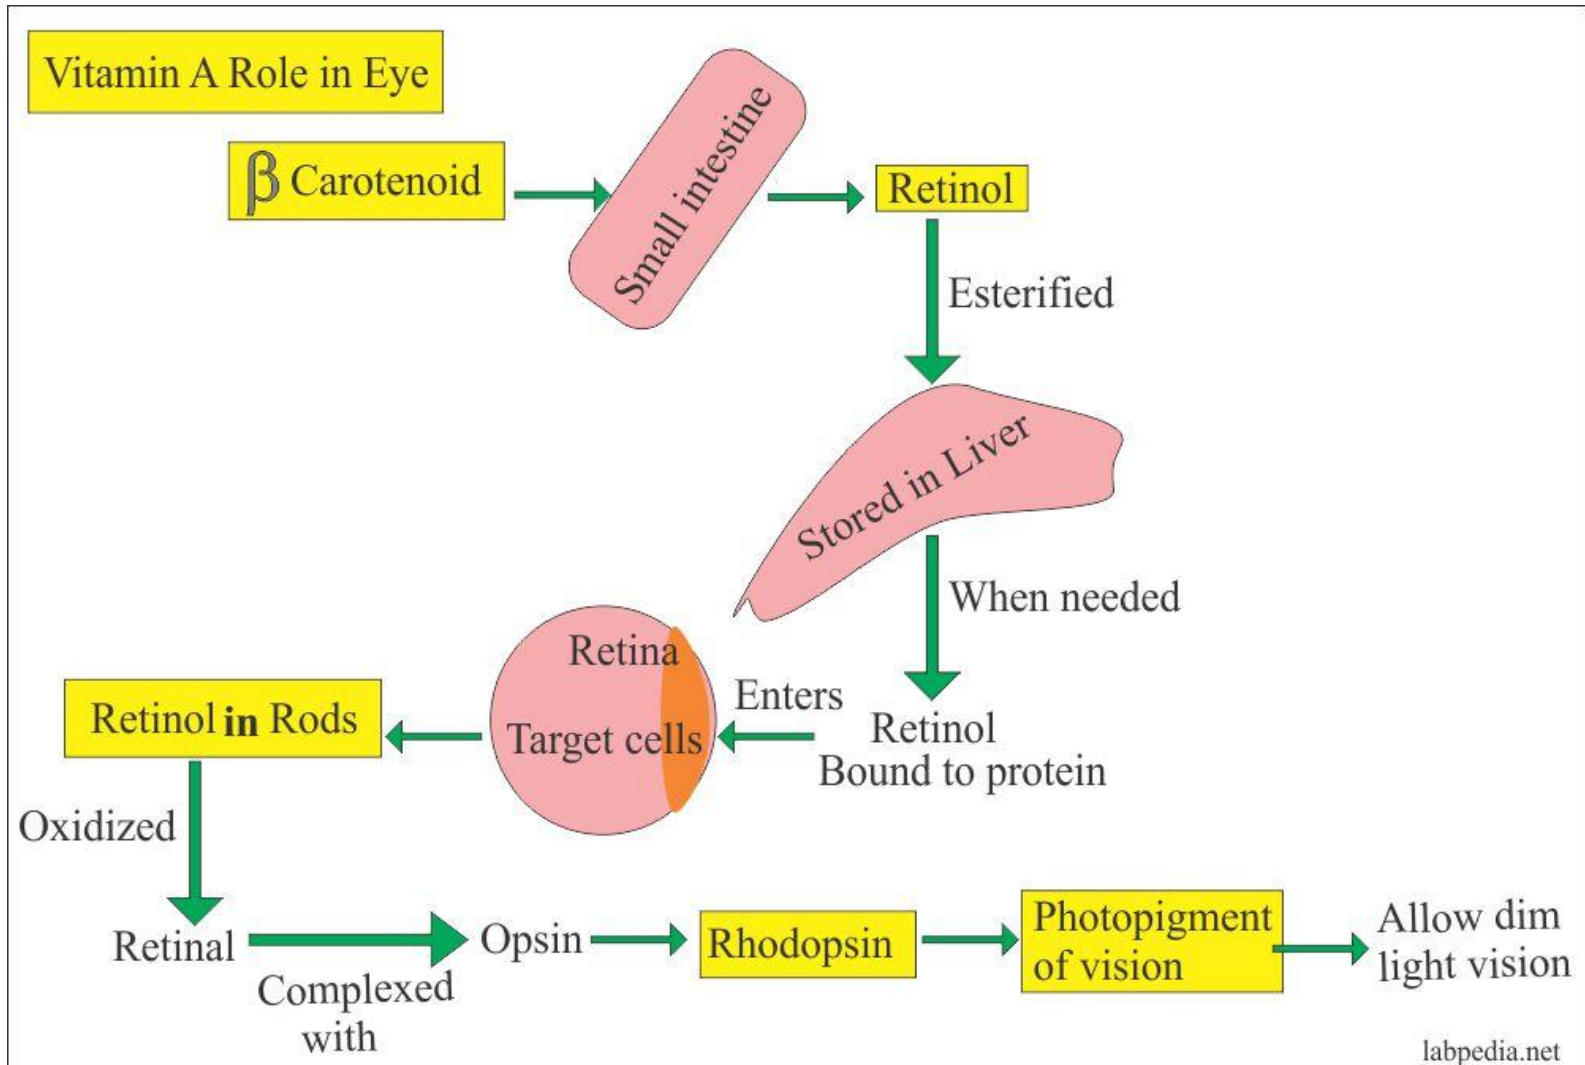 Vitamin A Role in Eye
β Carotenoid
Small intestine
Retinol
Esterified
Stored in Liver
When needed
Retinol
Bound to protein
Enters
Retina
Target cells
Retinol in Rods
Oxidized
Retinal
Complexed
with
Opsin
Rhodopsin
Photopigment
of vision
Allow dim
light vision
labpedia.net